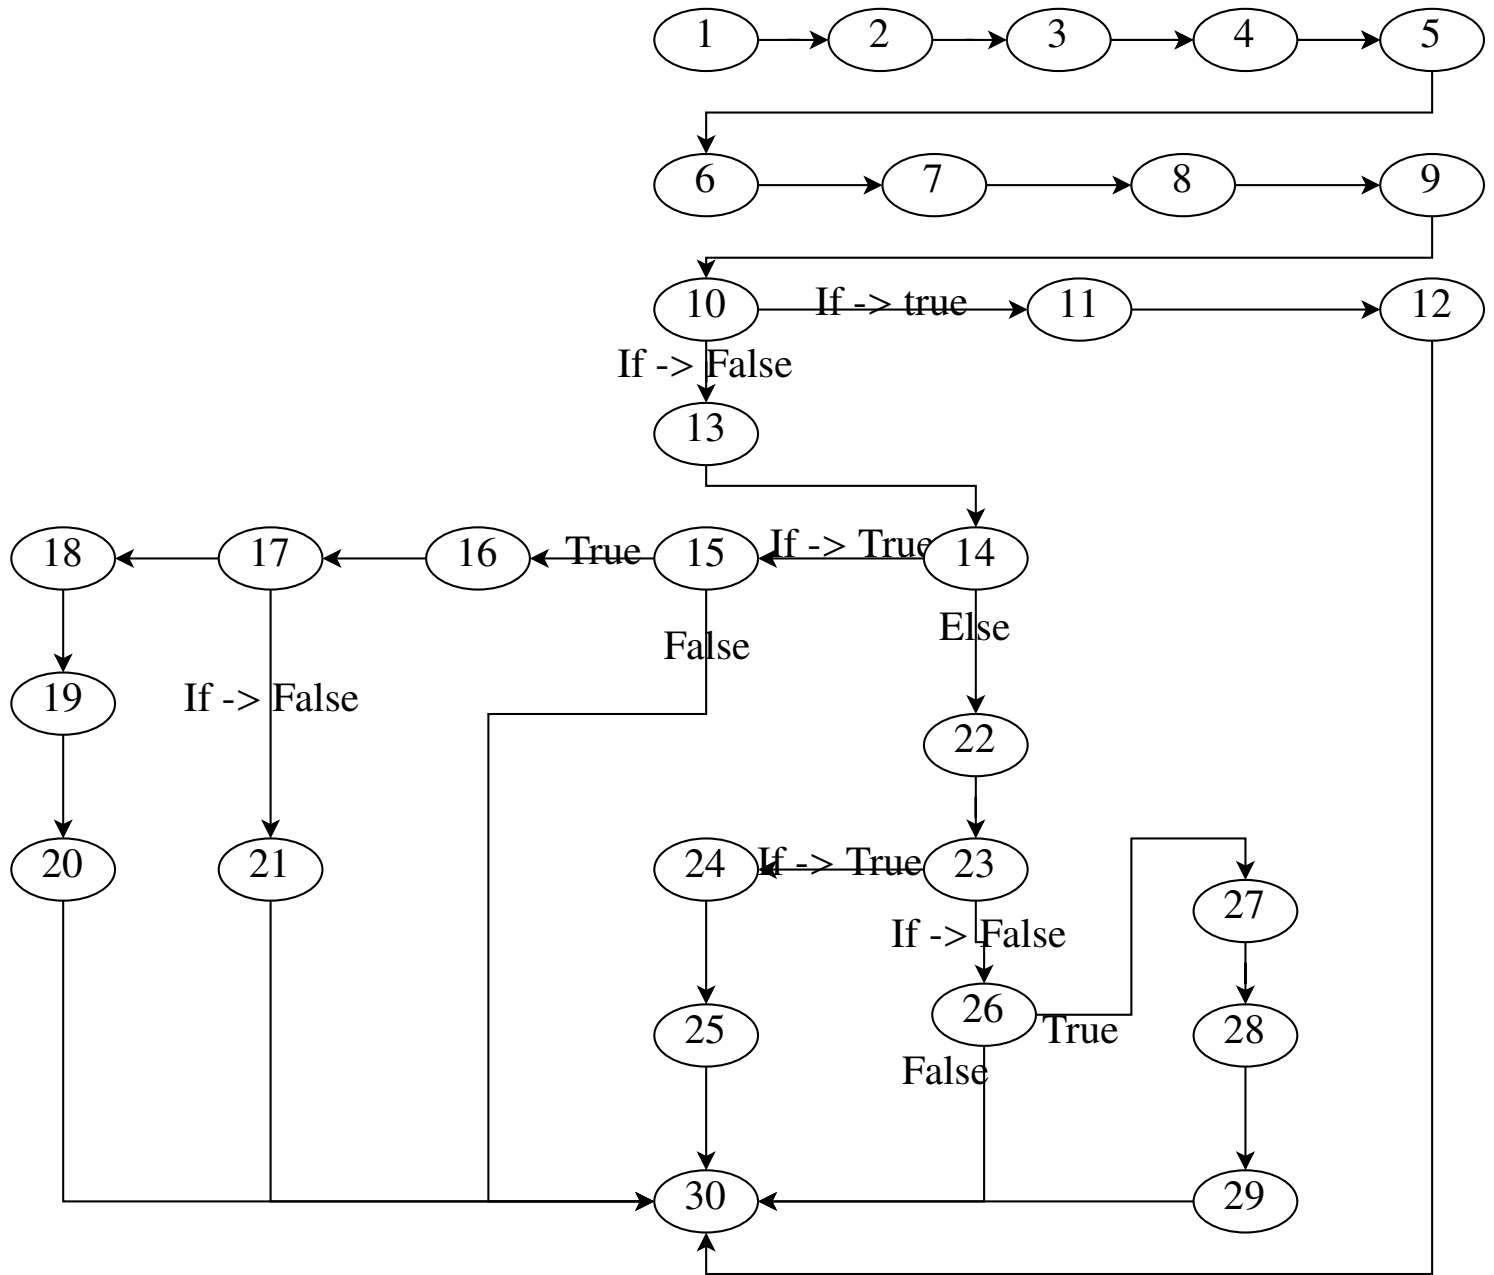 1 2 3 4 5
6 7 8 9
10 If -> true 11 12
If -> False
13
18 17 16 True 15 If -> True 14
Else
False
19 If -> False
22
20 21 24 If -> True 23
27
If -> False
26
25 True 28
False
30 29